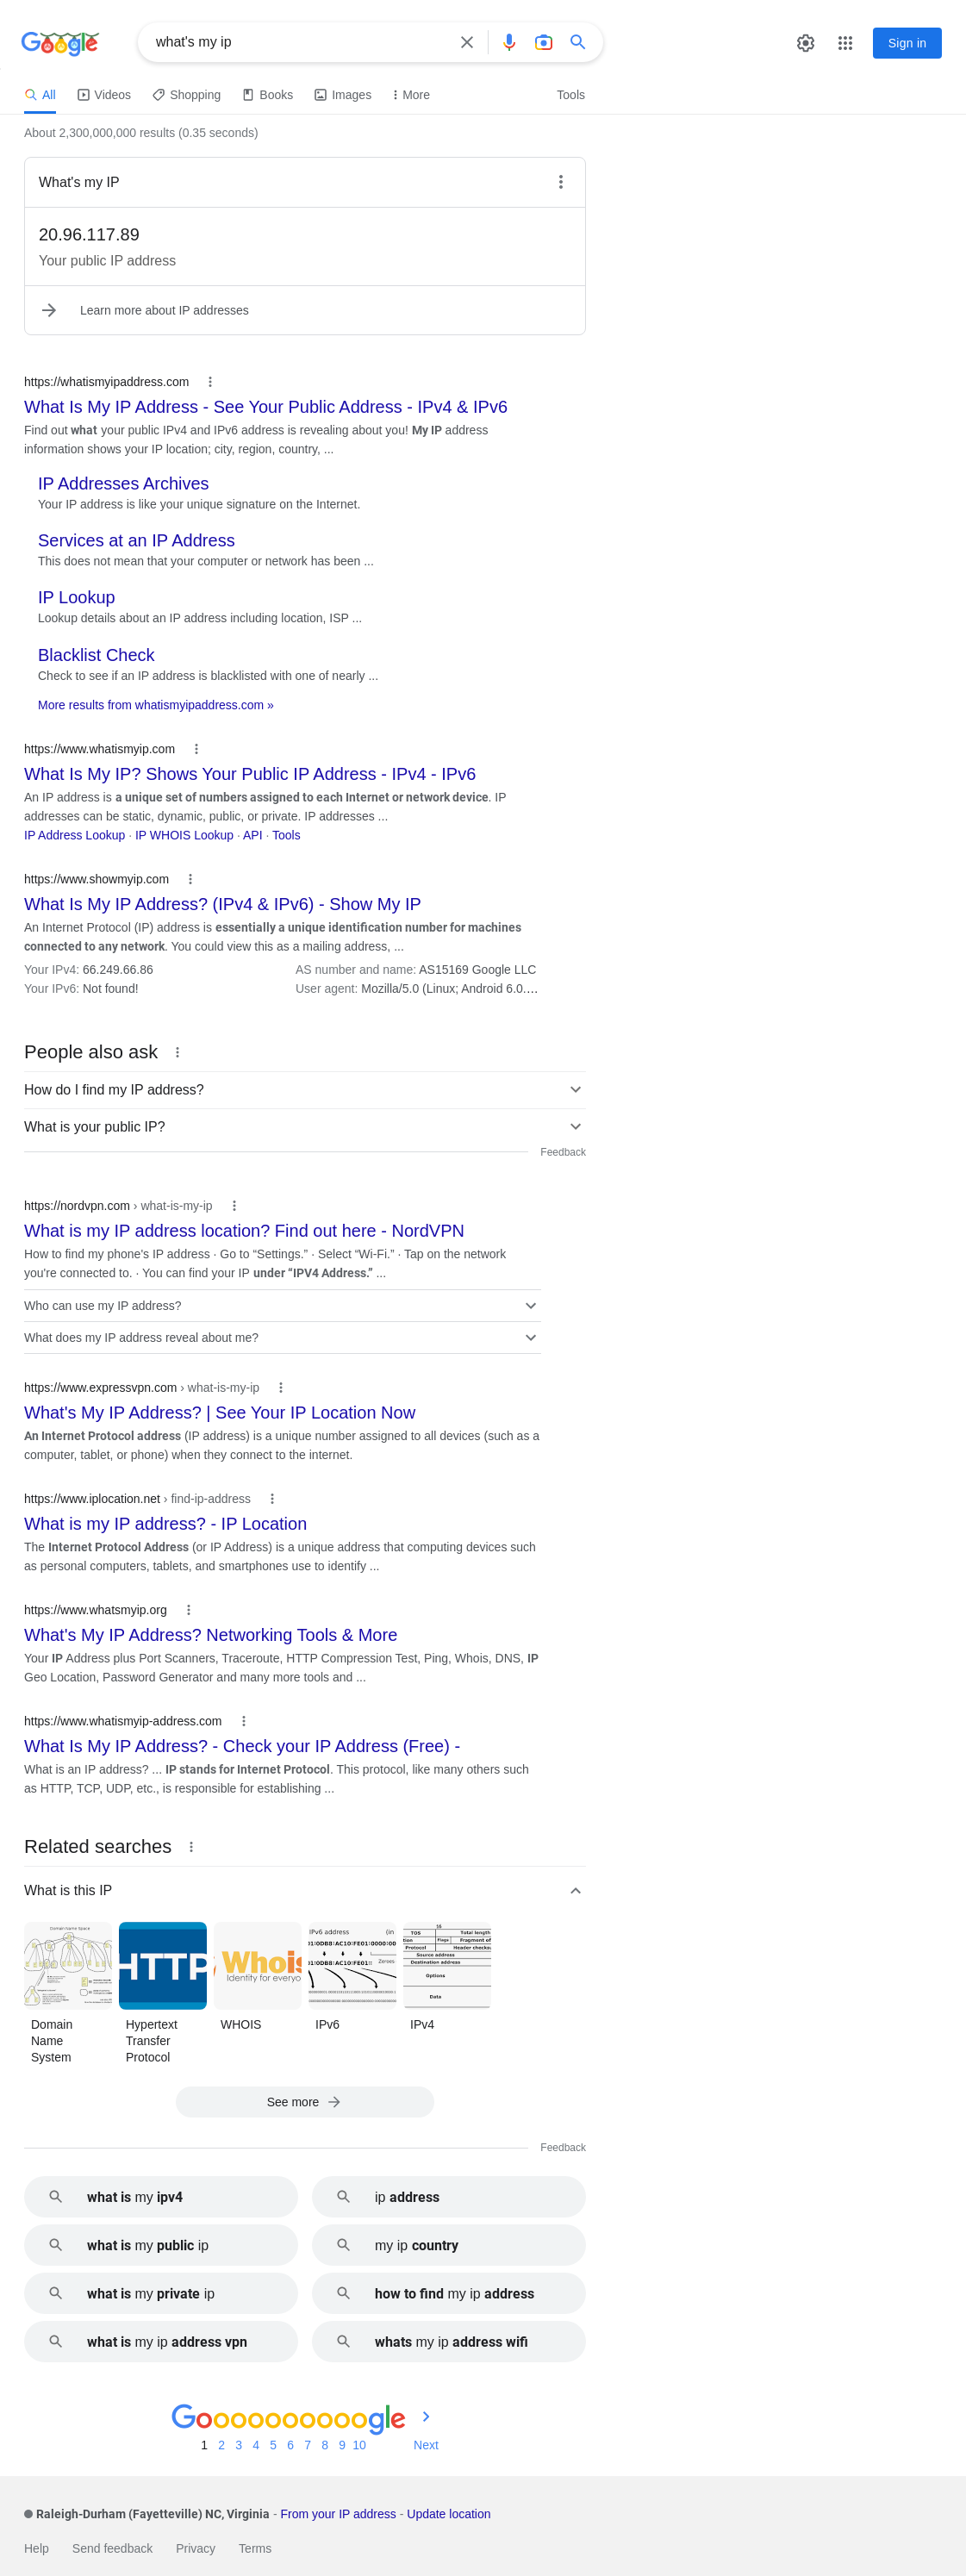 Google
what's my ip
Sign in
All
Videos
Shopping
Books
Images
More
Tools
About 2,300,000,000 results (0.35 seconds)
What's my IP
20.96.117.89
Your public IP address
Learn more about IP addresses
https://whatismyipaddress.com
What Is My IP Address - See Your Public Address - IPv4 & IPv6
Find out what your public IPv4 and IPv6 address is revealing about you! My IP address
information shows your IP location; city, region, country, ...
IP Addresses Archives
Your IP address is like your unique signature on the Internet.
Services at an IP Address
This does not mean that your computer or network has been ...
IP Lookup
Lookup details about an IP address including location, ISP ...
Blacklist Check
Check to see if an IP address is blacklisted with one of nearly ...
More results from whatismyipaddress.com »
https://www.whatismyip.com
What Is My IP? Shows Your Public IP Address - IPv4 - IPv6
An IP address is a unique set of numbers assigned to each Internet or network device. IP
addresses can be static, dynamic, public, or private. IP addresses ...
IP Address Lookup · IP WHOIS Lookup · API · Tools
https://www.showmyip.com
What Is My IP Address? (IPv4 & IPv6) - Show My IP
An Internet Protocol (IP) address is essentially a unique identification number for machines
connected to any network. You could view this as a mailing address, ...
Your IPv4: 66.249.66.86
AS number and name: AS15169 Google LLC
Your IPv6: Not found!
User agent: Mozilla/5.0 (Linux; Android 6.0....
People also ask
How do I find my IP address?
What is your public IP?
Feedback
https://nordvpn.com › what-is-my-ip
What is my IP address location? Find out here - NordVPN
How to find my phone's IP address · Go to “Settings.” · Select “Wi-Fi.” · Tap on the network
you're connected to. · You can find your IP under “IPV4 Address.” ...
Who can use my IP address?
What does my IP address reveal about me?
https://www.expressvpn.com › what-is-my-ip
What's My IP Address? | See Your IP Location Now
An Internet Protocol address (IP address) is a unique number assigned to all devices (such as a
computer, tablet, or phone) when they connect to the internet.
https://www.iplocation.net › find-ip-address
What is my IP address? - IP Location
The Internet Protocol Address (or IP Address) is a unique address that computing devices such
as personal computers, tablets, and smartphones use to identify ...
https://www.whatsmyip.org
What's My IP Address? Networking Tools & More
Your IP Address plus Port Scanners, Traceroute, HTTP Compression Test, Ping, Whois, DNS, IP
Geo Location, Password Generator and many more tools and ...
https://www.whatismyip-address.com
What Is My IP Address? - Check your IP Address (Free) -
What is an IP address? ... IP stands for Internet Protocol. This protocol, like many others such
as HTTP, TCP, UDP, etc., is responsible for establishing ...
Related searches
What is this IP
Domain Name Space
HTTP
Whois
Identity for everyo
IPv6 address (in
Zeroes
16
TOS
Total length
Flags
Fragment of
Protocol
Header checksu
Source address
Destination address
Options
Data
Domain
Name
System
Hypertext
Transfer
Protocol
WHOIS
IPv6
IPv4
See more
Feedback
what is my ipv4
ip address
what is my public ip
my ip country
what is my private ip
how to find my ip address
what is my ip address vpn
whats my ip address wifi
Goooooooooogle
1 2 3 4 5 6 7 8 9 10 Next
Raleigh-Durham (Fayetteville) NC, Virginia - From your IP address - Update location
Help
Send feedback
Privacy
Terms